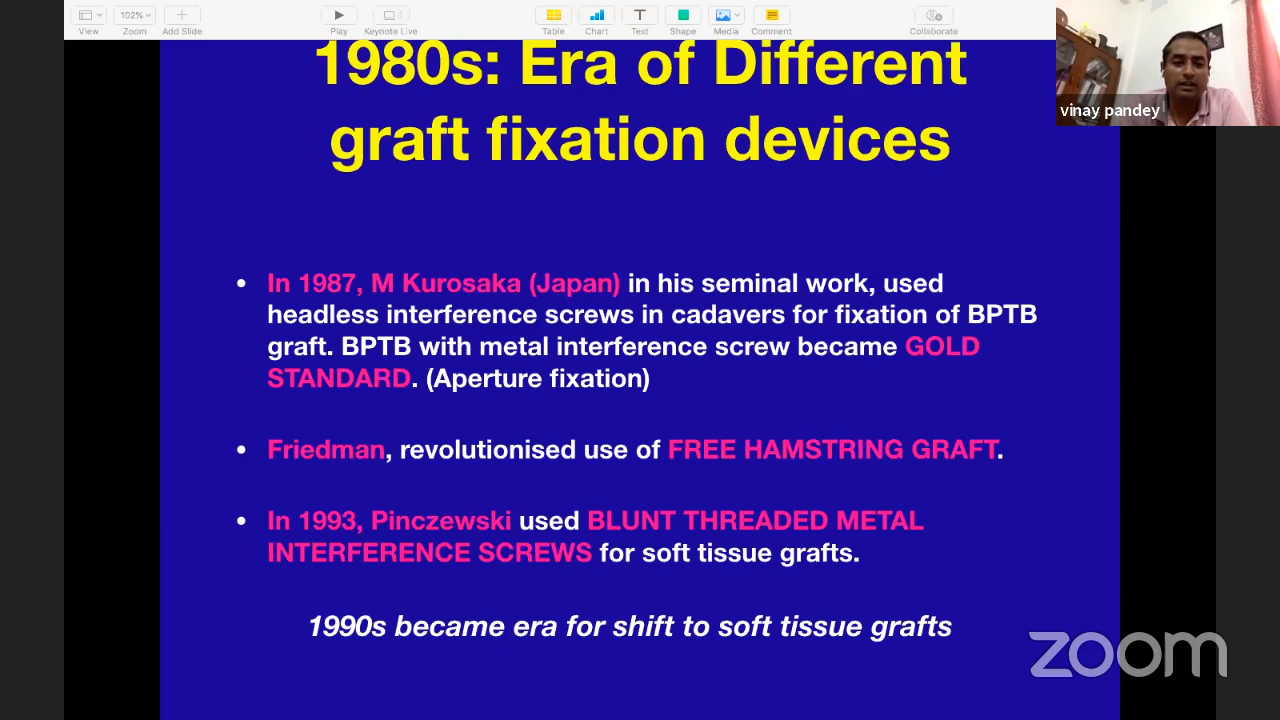 View
102%
Zoom
Add Slide
Play
Keynote Live
Table
Chart
Text
Shape
Media
Comment
Collaborate
vinay pandey
1980s: Era of Different
graft fixation devices
• In 1987, M Kurosaka (Japan) in his seminal work, used
headless interference screws in cadavers for fixation of BPTB
graft. BPTB with metal interference screw became GOLD
STANDARD. (Aperture fixation)
• Friedman, revolutionised use of FREE HAMSTRING GRAFT.
• In 1993, Pinczewski used BLUNT THREADED METAL
INTERFERENCE SCREWS for soft tissue grafts.
1990s became era for shift to soft tissue grafts
zoom